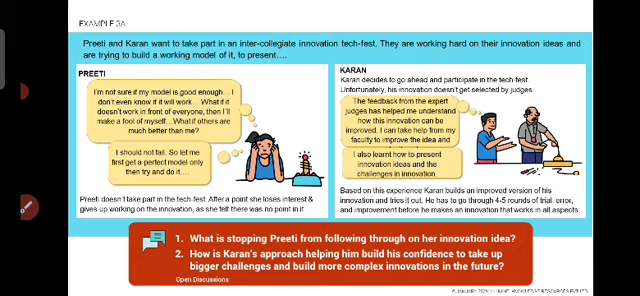 EXAMPLE 3A
Preeti and Karan want to take part in an inter-collegiate innovation tech-fest. They are working hard on their innovation ideas and
are trying to build a working model of it, to present....
PREETI
I'm not sure if my model is good enough... I
don't even know if it will work.... What if it
doesn't work in front of everyone, then I'll
make a fool of myself....What if others are
much better than me?
I should not fail. So let me
first get a perfect model only
then try and do it....
Preeti doesn't take part in the tech-fest. After a point she loses interest &
gives up working on the innovation, as she felt there was no point in it.
KARAN
Karan decides to go ahead and participate in the tech fest.
Unfortunately, his innovation doesn't get selected by judges.
The feedback from the expert
judges has helped me understand
how this innovation can be
improved. I can take help from my
faculty to improve the idea and
I also learnt how to present
innovation ideas and the
challenges in innovation
Based on this experience Karan builds an improved version of his
innovation and tries it out. He has to go through 4-5 rounds of trial, error,
and improvement before he makes an innovation that works in all aspects
1. What is stopping Preeti from following through on her innovation idea?
2. How is Karan's approach helping him build his confidence to take up
bigger challenges and build more complex innovations in the future?
Open Discussions
KNOWLEDGE RESOURCES PVT LTD